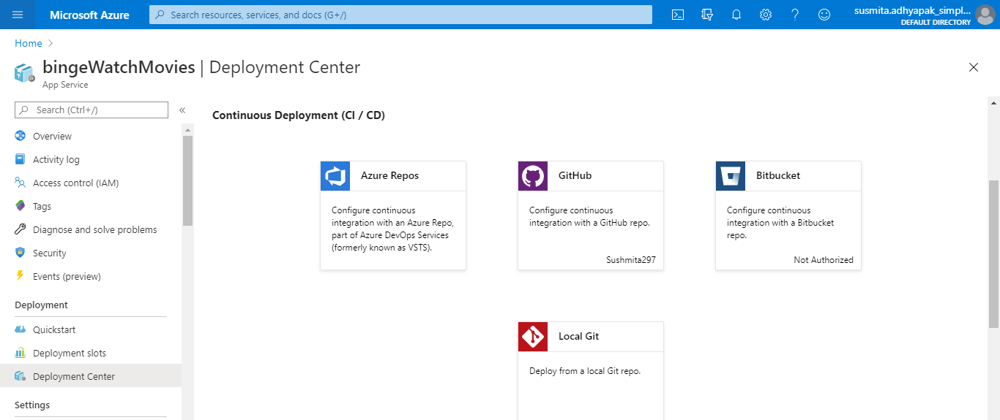 Microsoft Azure
Search resources, services, and docs (G+/)
susmita.adhyapak_simpl...
DEFAULT DIRECTORY
Home
bingeWatchMovies | Deployment Center
App Service
Search (Ctrl+/)
Overview
Activity log
Access control (IAM)
Tags
Diagnose and solve problems
Security
Events (preview)
Deployment
Quickstart
Deployment slots
Deployment Center
Settings
Continuous Deployment (CI / CD)
Azure Repos
Configure continuous
integration with an Azure Repo,
part of Azure DevOps Services
(formerly known as VSTS).
GitHub
Configure continuous
integration with a GitHub repo.
Sushmita297
Bitbucket
Configure continuous
integration with a Bitbucket
repo.
Not Authorized
Local Git
Deploy from a local Git repo.